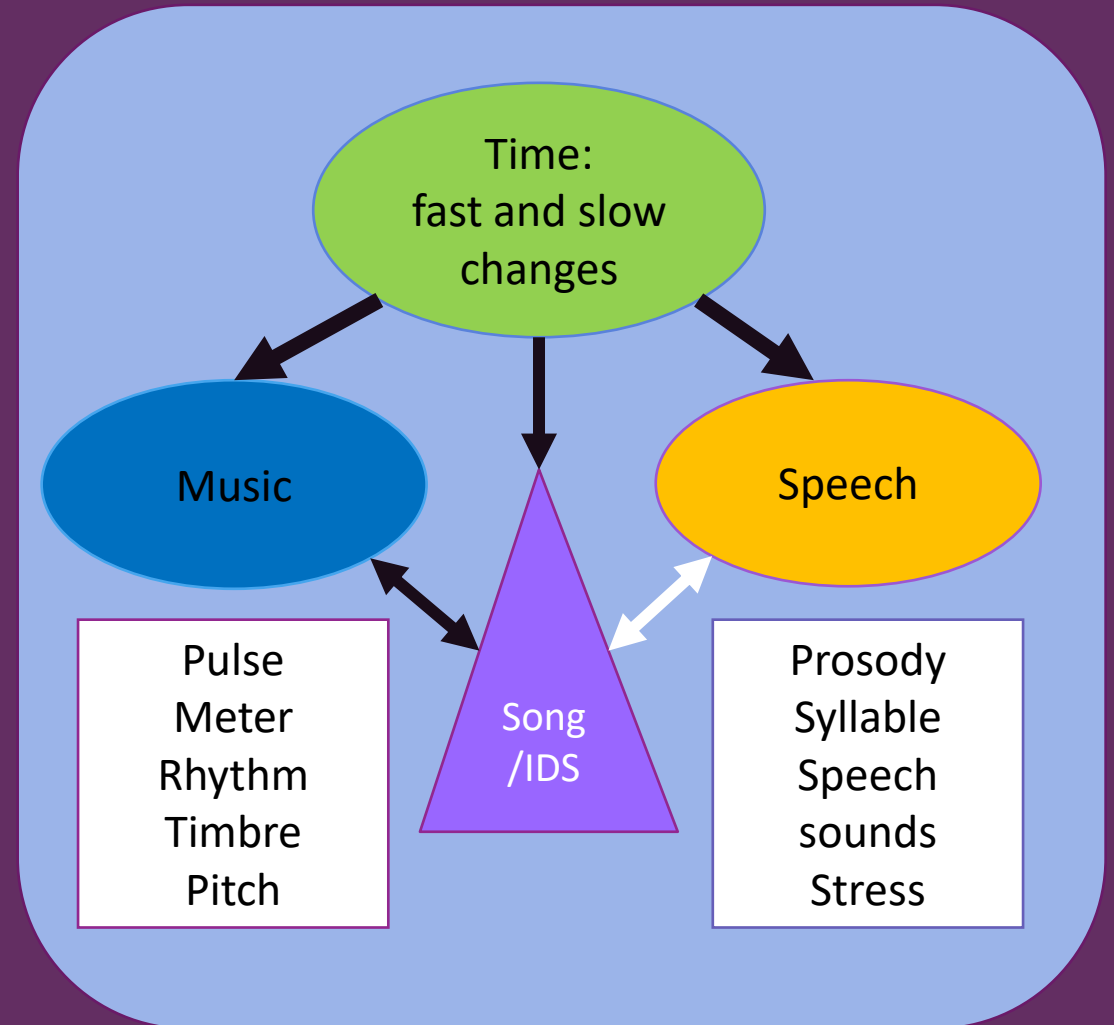 Time:
fast and slow
changes
Music
Speech
Pulse
Meter
Rhythm
Timbre
Pitch
Song
/IDS
Prosody
Syllable
Speech
sounds
Stress